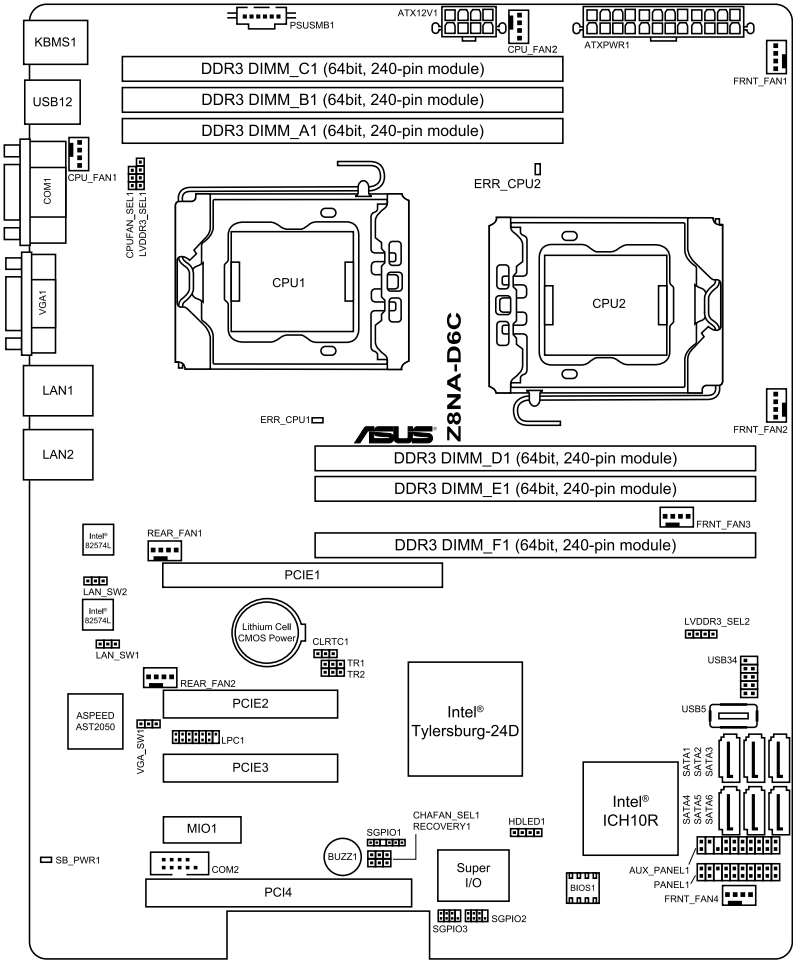 PSUSMB1
ATX12V1
CPU_FAN2
ATXPWR1
KBMS1
FRNT_FAN1
DDR3 DIMM_C1 (64bit, 240-pin module)
USB12
DDR3 DIMM_B1 (64bit, 240-pin module)
DDR3 DIMM_A1 (64bit, 240-pin module)
CPU_FAN1
COM1
CPUFAN_SEL1
LVDDR3_SEL1
ERR_CPU2
CPU1
CPU2
VGA1
LAN1
ERR_CPU1
ASUS®
Z8NA-D6C
FRNT_FAN2
LAN2
DDR3 DIMM_D1 (64bit, 240-pin module)
DDR3 DIMM_E1 (64bit, 240-pin module)
FRNT_FAN3
REAR_FAN1
Intel®
82574L
DDR3 DIMM_F1 (64bit, 240-pin module)
PCIE1
LAN_SW2
Intel®
82574L
Lithium Cell
CMOS Power
CLRTC1
LVDDR3_SEL2
LAN_SW1
TR1
TR2
USB34
REAR_FAN2
PCIE2
ASPEED
AST2050
Intel®
Tylersburg-24D
USB5
VGA_SW1
LPC1
PCIE3
SATA1
SATA2
SATA3
Intel®
ICH10R
SATA4
SATA5
SATA6
MIO1
CHAFAN_SEL1
RECOVERY1
SGPIO1
HDLED1
BUZZ1
SB_PWR1
COM2
Super
I/O
AUX_PANEL1
PANEL1
BIOS1
FRNT_FAN4
PCI4
SGPIO2
SGPIO3